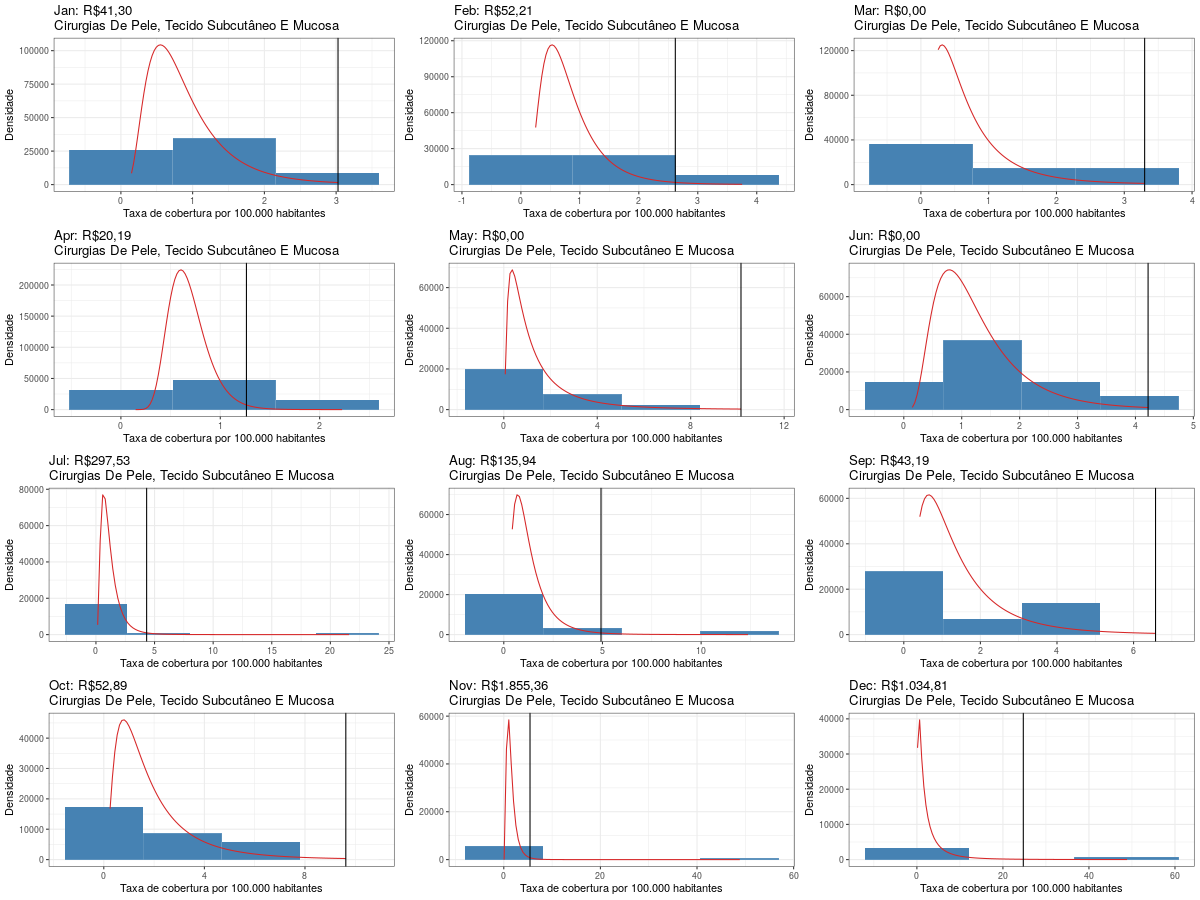 Jan: R$41,30
Cirurgias De Pele, Tecido Subcutâneo E Mucosa
Densidade
100000
75000
50000
25000
0
0 1 2 3
Taxa de cobertura por 100.000 habitantes
Feb: R$52,21
Cirurgias De Pele, Tecido Subcutâneo E Mucosa
Densidade
120000
90000
60000
30000
0
-1 0 1 2 3 4
Taxa de cobertura por 100.000 habitantes
Mar: R$0,00
Cirurgias De Pele, Tecido Subcutâneo E Mucosa
Densidade
120000
80000
40000
0
0 1 2 3 4
Taxa de cobertura por 100.000 habitantes
Apr: R$20,19
Cirurgias De Pele, Tecido Subcutâneo E Mucosa
Densidade
200000
150000
100000
50000
0
0 1 2
Taxa de cobertura por 100.000 habitantes
May: R$0,00
Cirurgias De Pele, Tecido Subcutâneo E Mucosa
Densidade
60000
40000
20000
0
0 4 8 12
Taxa de cobertura por 100.000 habitantes
Jun: R$0,00
Cirurgias De Pele, Tecido Subcutâneo E Mucosa
Densidade
60000
40000
20000
0
0 1 2 3 4 5
Taxa de cobertura por 100.000 habitantes
Jul: R$297,53
Cirurgias De Pele, Tecido Subcutâneo E Mucosa
Densidade
80000
60000
40000
20000
0
0 5 10 15 20 25
Taxa de cobertura por 100.000 habitantes
Aug: R$135,94
Cirurgias De Pele, Tecido Subcutâneo E Mucosa
Densidade
60000
40000
20000
0
0 5 10
Taxa de cobertura por 100.000 habitantes
Sep: R$43,19
Cirurgias De Pele, Tecido Subcutâneo E Mucosa
Densidade
60000
40000
20000
0
0 2 4 6
Taxa de cobertura por 100.000 habitantes
Oct: R$52,89
Cirurgias De Pele, Tecido Subcutâneo E Mucosa
Densidade
40000
30000
20000
10000
0
0 4 8
Taxa de cobertura por 100.000 habitantes
Nov: R$1.855,36
Cirurgias De Pele, Tecido Subcutâneo E Mucosa
Densidade
60000
40000
20000
0
0 20 40 60
Taxa de cobertura por 100.000 habitantes
Dec: R$1.034,81
Cirurgias De Pele, Tecido Subcutâneo E Mucosa
Densidade
40000
30000
20000
10000
0
0 20 40 60
Taxa de cobertura por 100.000 habitantes